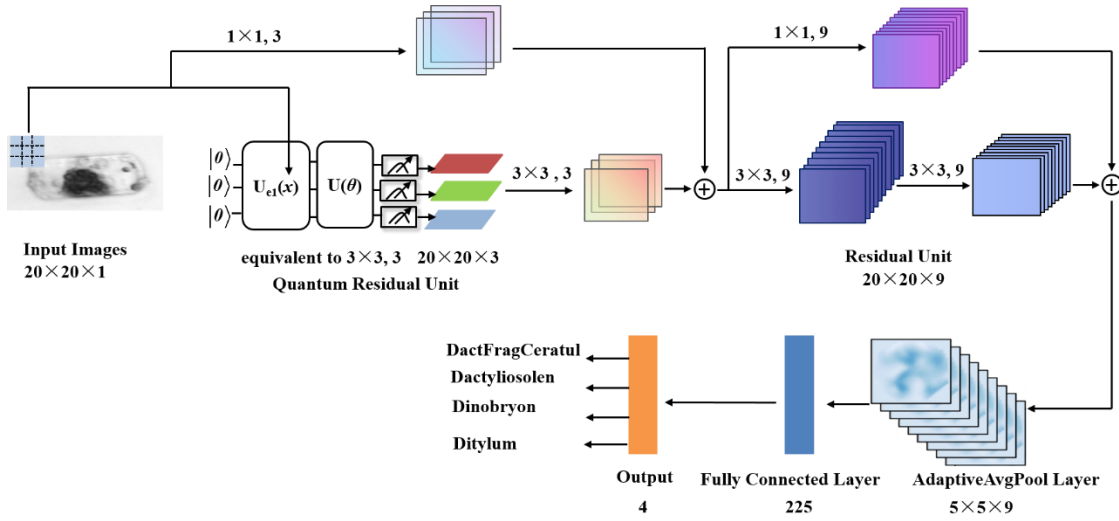 1×1, 3
1×1, 9
|0⟩
|0⟩
|0⟩
U_{e1}(x)
U(θ)
3×3 , 3
3×3, 9
3×3, 9
Input Images
20×20×1
equivalent to 3×3, 3
20×20×3
Quantum Residual Unit
Residual Unit
20×20×9
DactFragCeratul
Dactyliosolen
Dinobryon
Ditylum
Output
4
Fully Connected Layer
225
AdaptiveAvgPool Layer
5×5×9